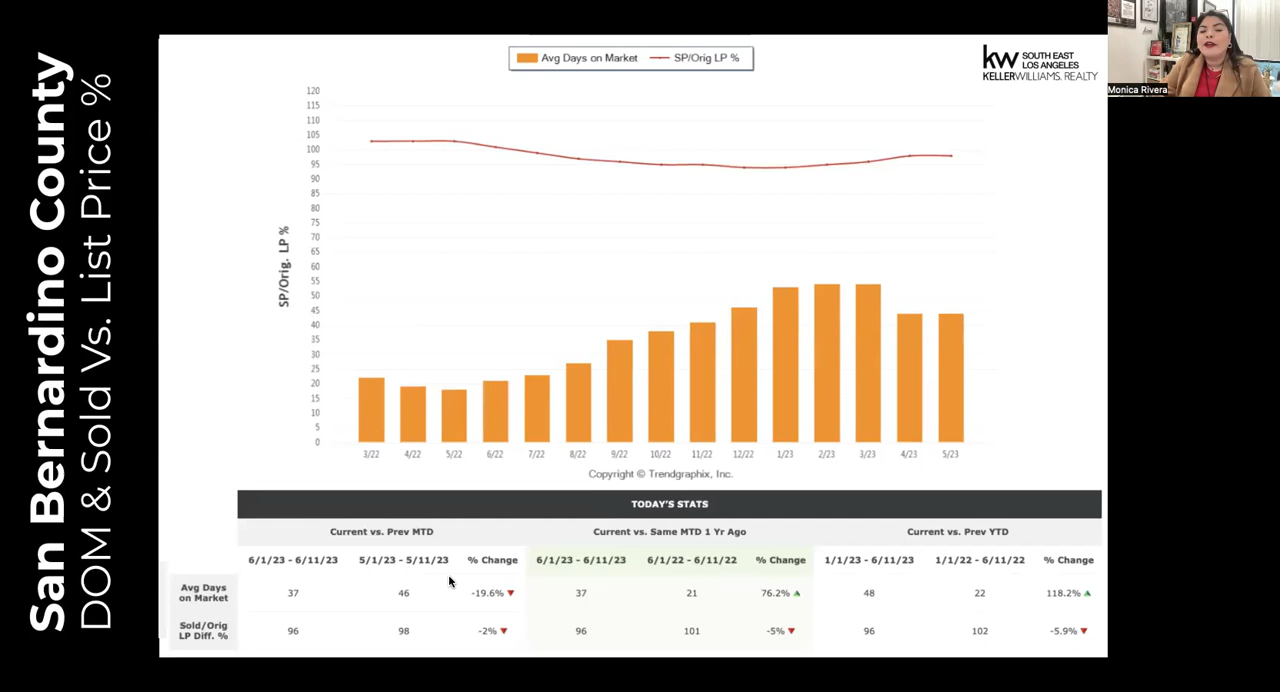 San Bernardino County
DOM & Sold Vs. List Price %
Avg Days on Market
SP/Orig LP %
kw SOUTH EAST
LOS ANGELES
KELLERWILLIAMS. REALTY
Monica Rivera
SP/Orig. LP %
120
115
110
105
100
95
90
85
80
75
70
65
60
55
50
45
40
35
30
25
20
15
10
5
0
3/22 4/22 5/22 6/22 7/22 8/22 9/22 10/22 11/22 12/22 1/23 2/23 3/23 4/23 5/23
Copyright © Trendgraphix, Inc.
TODAY'S STATS
Current vs. Prev MTD Current vs. Same MTD 1 Yr Ago Current vs. Prev YTD
6/1/23 - 6/11/23 5/1/23 - 5/11/23 % Change 6/1/23 - 6/11/23 6/1/22 - 6/11/22 % Change 1/1/23 - 6/11/23 1/1/22 - 6/11/22 % Change
Avg Days
on Market
37 46 -19.6% 37 21 76.2% 48 22 118.2%
Sold/Orig
LP Diff. %
96 98 -2% 96 101 -5% 96 102 -5.9%